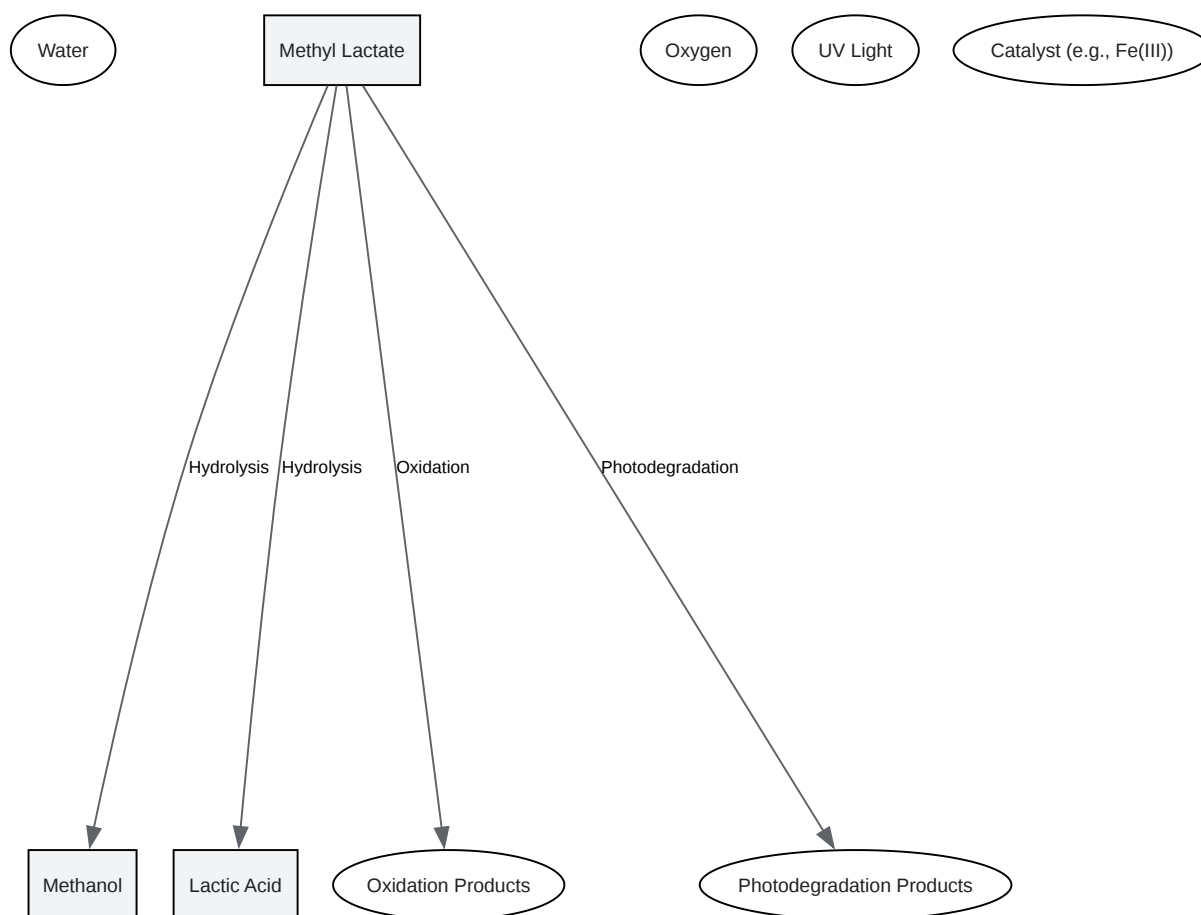 Water
Methyl Lactate
Oxygen
UV Light
Catalyst (e.g., Fe(III))
Hydrolysis
Hydrolysis
Oxidation
Photodegradation
Methanol
Lactic Acid
Oxidation Products
Photodegradation Products